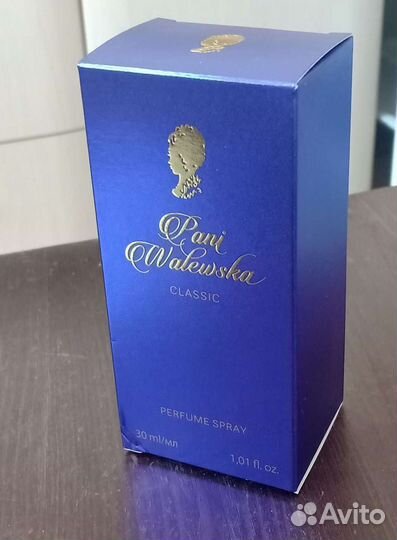 Pani
Walewska
CLASSIC
PERFUME SPRAY
30 ml/мл
1,01 fl. oz.
Avito